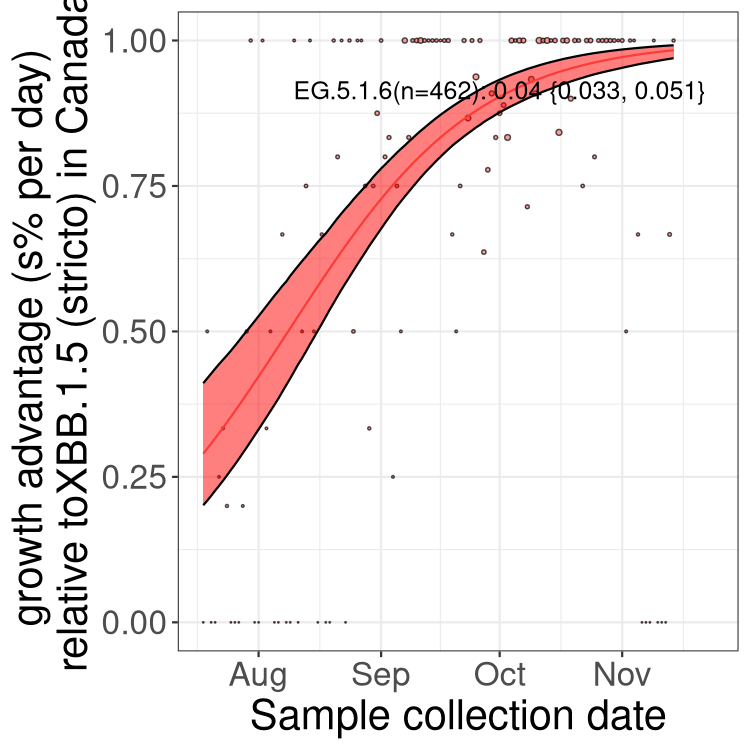 growth advantage (s% per day)
relative toXBB.1.5 (stricto) in Canada
1.00
0.75
0.50
0.25
0.00
EG.5.1.6(n=462): 0.04 {0.033, 0.051}
Aug Sep Oct Nov
Sample collection date